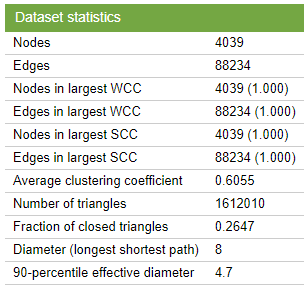 Dataset statistics
Nodes 4039
Edges 88234
Nodes in largest WCC 4039 (1.000)
Edges in largest WCC 88234 (1.000)
Nodes in largest SCC 4039 (1.000)
Edges in largest SCC 88234 (1.000)
Average clustering coefficient 0.6055
Number of triangles 1612010
Fraction of closed triangles 0.2647
Diameter (longest shortest path) 8
90-percentile effective diameter 4.7